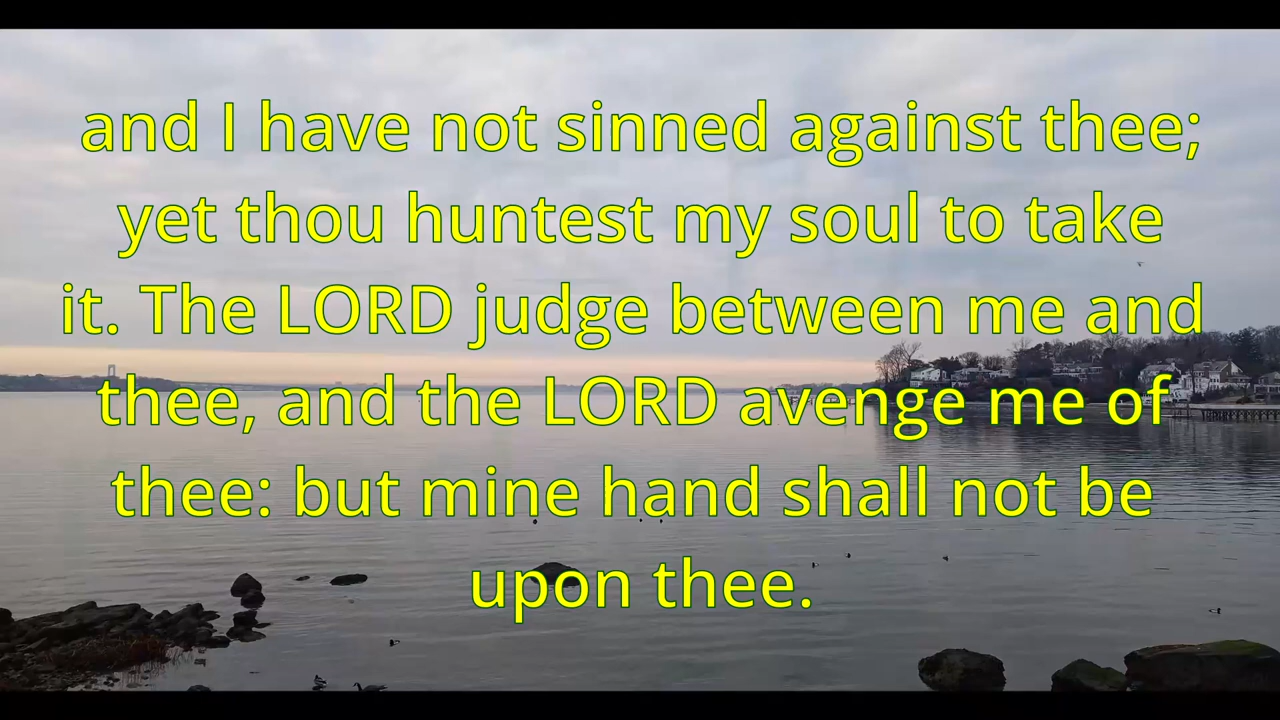 and I have not sinned against thee;
yet thou huntest my soul to take
it. The LORD judge between me and
thee, and the LORD avenge me of
thee: but mine hand shall not be
upon thee.